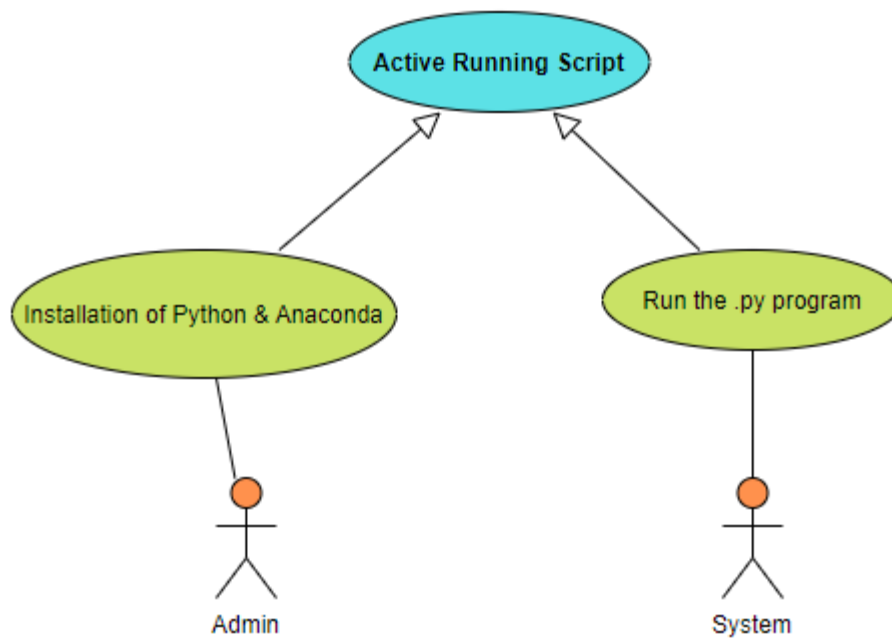 Active Running Script
Installation of Python & Anaconda
Run the .py program
Admin
System